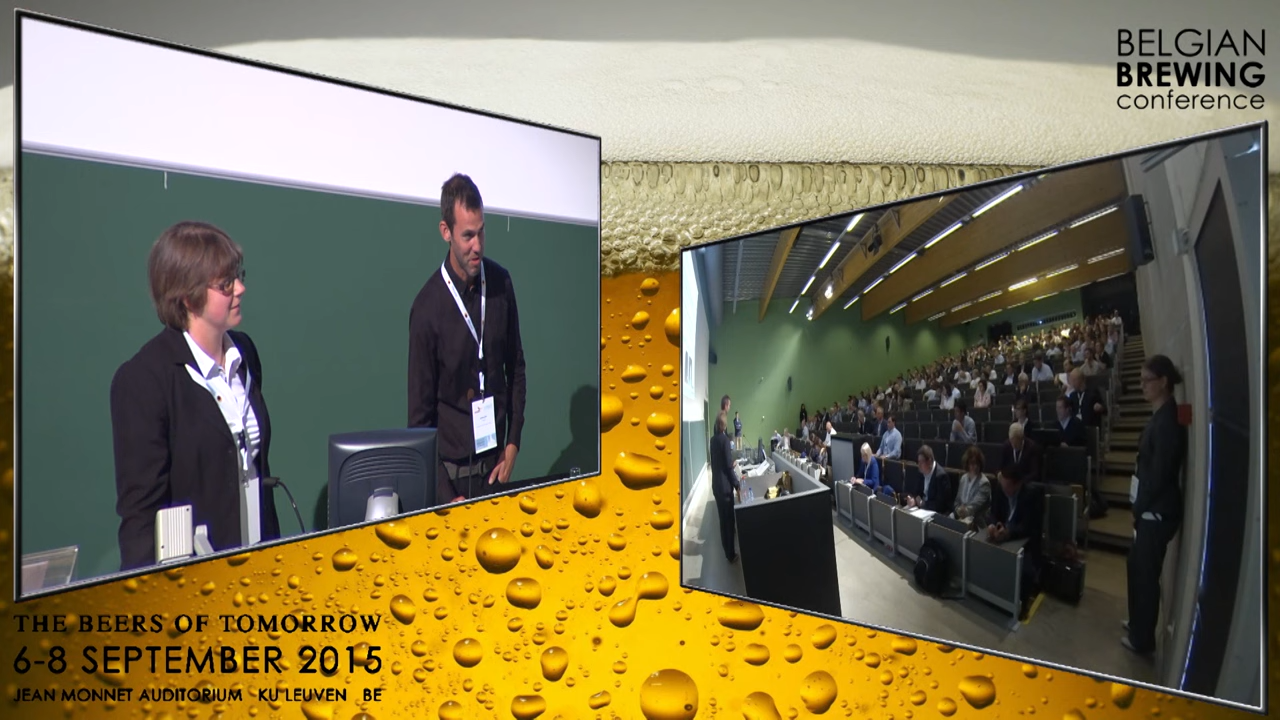 BELGIAN
BREWING
conference
THE BEERS OF TOMORROW
6-8 SEPTEMBER 2015
JEAN MONNET AUDITORIUM KU LEUVEN BE